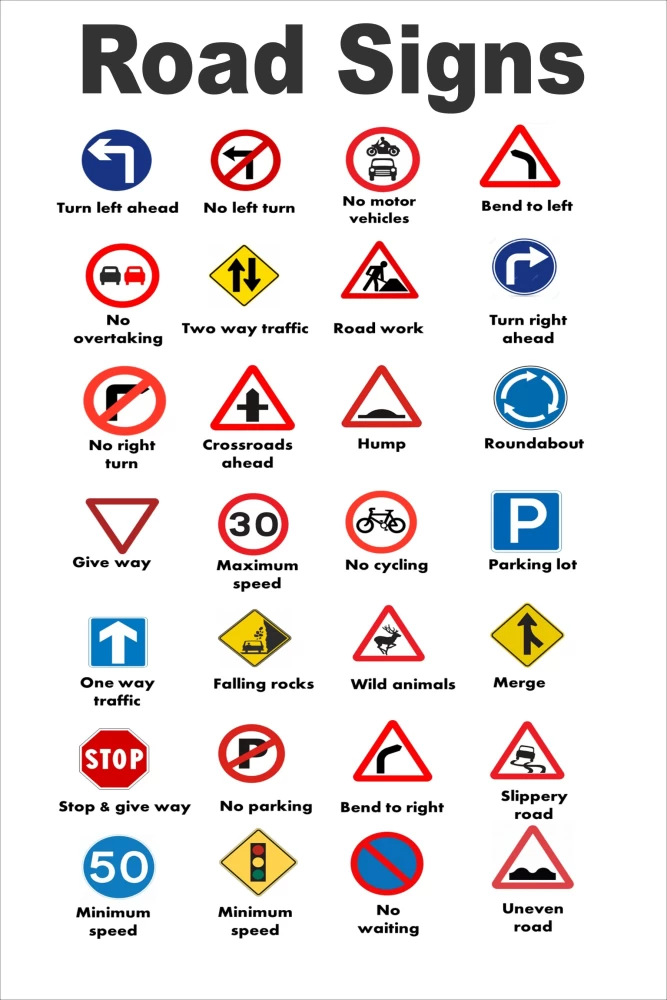 Road Signs
Turn left ahead
No left turn
No motor
vehicles
Bend to left
No
overtaking
Two way traffic
Road work
Turn right
ahead
No right
turn
Crossroads
ahead
Hump
Roundabout
Give way
30
Maximum
speed
No cycling
P
Parking lot
One way
traffic
Falling rocks
Wild animals
Merge
STOP
Stop & give way
P
No parking
Bend to right
Slippery
road
50
Minimum
speed
Minimum
speed
No
waiting
Uneven
road